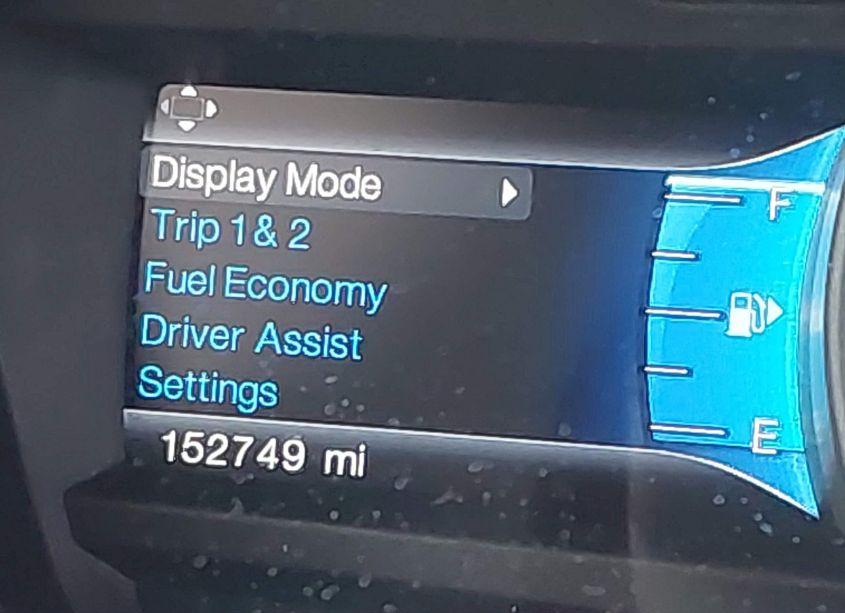 Display Mode
Trip 1 & 2
Fuel Economy
Driver Assist
Settings
152749 mi
F
E